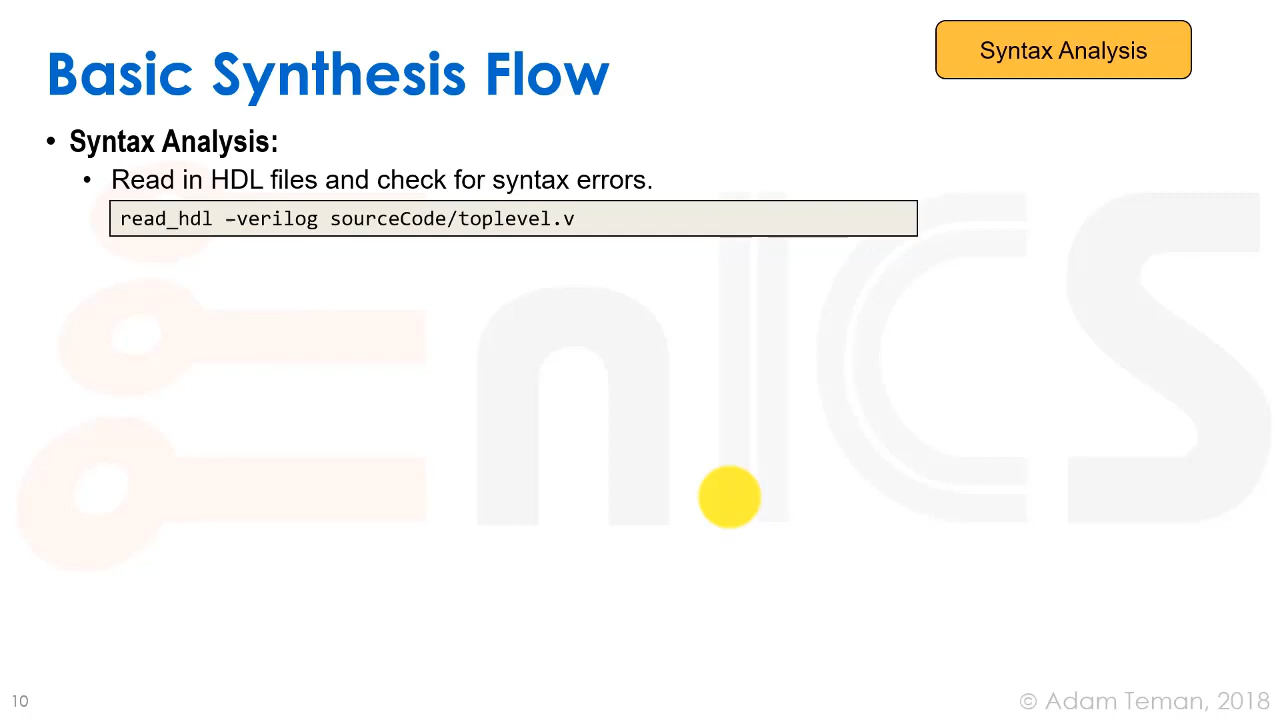 Syntax Analysis
Basic Synthesis Flow
• Syntax Analysis:
• Read in HDL files and check for syntax errors.
read_hdl –verilog sourceCode/toplevel.v
enICS
10
© Adam Teman, 2018